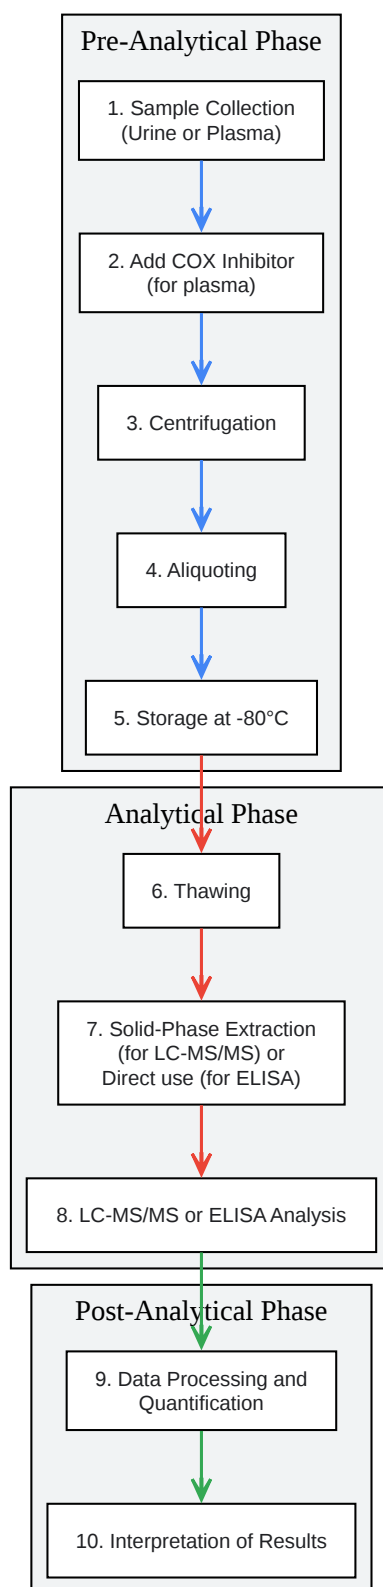 Pre-Analytical Phase
1. Sample Collection
(Urine or Plasma)
2. Add COX Inhibitor
(for plasma)
3. Centrifugation
4. Aliquoting
5. Storage at -80°C
Analytical Phase
6. Thawing
7. Solid-Phase Extraction
(for LC-MS/MS) or
Direct use (for ELISA)
8. LC-MS/MS or ELISA Analysis
Post-Analytical Phase
9. Data Processing and
Quantification
10. Interpretation of Results